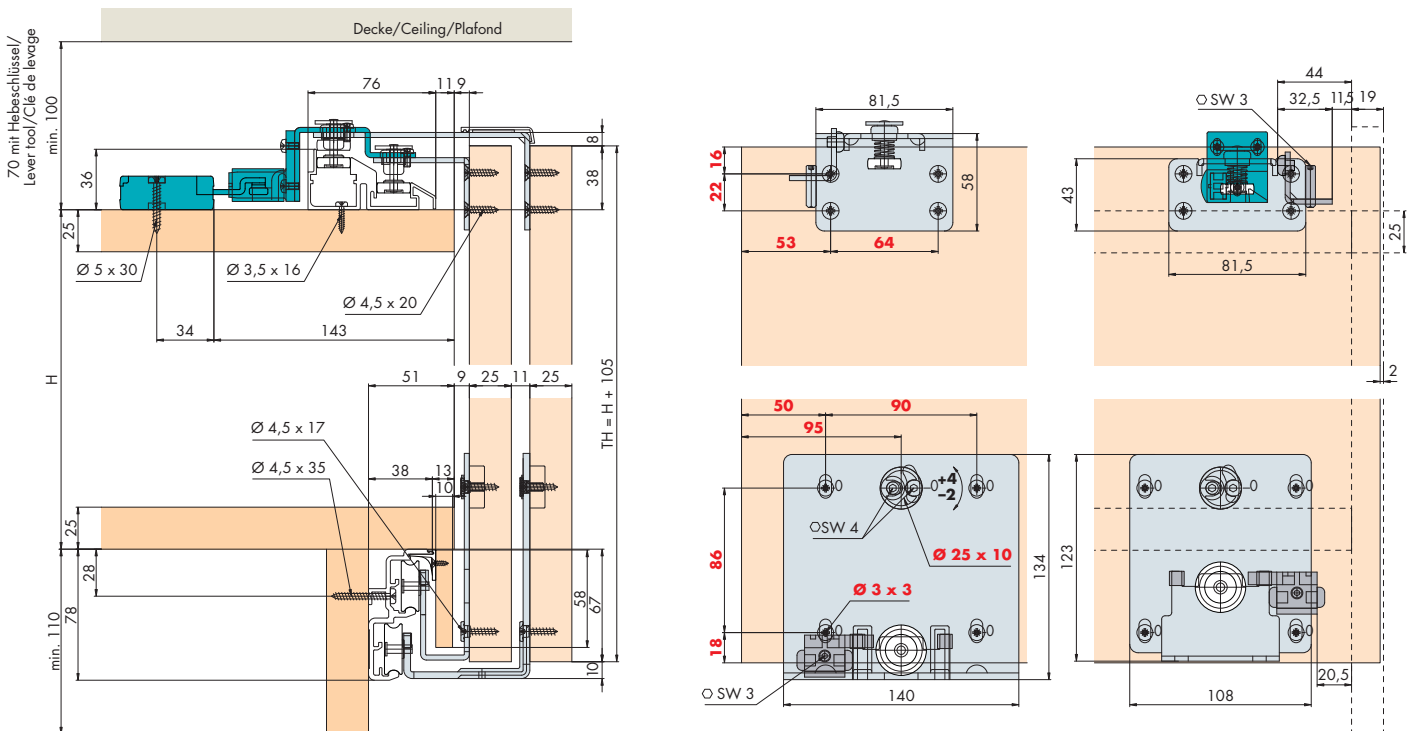 Decke/Ceiling/Plafond
70 mit Hebeschlüssel/
Lever tool/Clé de levage
min. 100
76
11
9
8
38
36
25
Ø 5 x 30
Ø 3,5 x 16
Ø 4,5 x 20
34
143
H
TH = H + 105
51
9
25
11
25
Ø 4,5 x 17
Ø 4,5 x 35
38
13
10
25
28
78
min. 110
58
67
10
81,5
16
22
58
53
64
44
SW 3
32,5
11,5
19
43
25
81,5
2
50
90
95
+4
–2
SW 4
86
Ø 25 x 10
134
Ø 3 x 3
18
SW 3
140
123
20,5
108